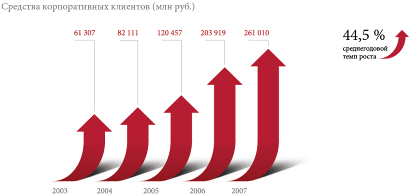 Средства корпоративных клиентов (млн руб.)
61 307 82 111 120 457 203 919 261 010
44,5 %
среднегодовой
темп роста
2003 2004 2005 2006 2007